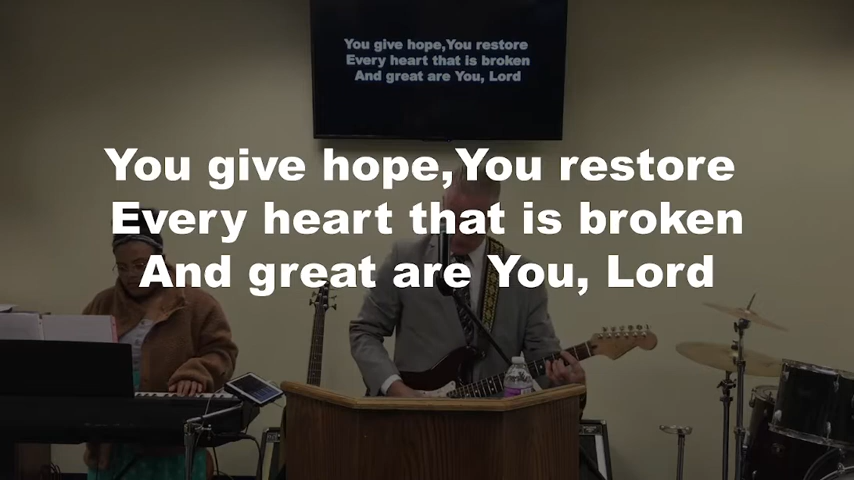 You give hope,You restore
Every heart that is broken
And great are You, Lord
You give hope,You restore
Every heart that is broken
And great are You, Lord